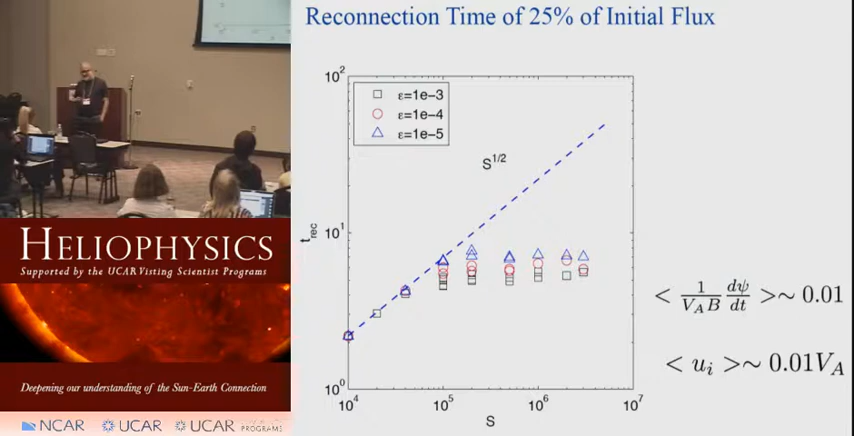 Reconnection Time of 25% of Initial Flux
HELIOPHYSICS
Supported by the UCAR Visting Scientist Programs
Deepening our understanding of the Sun-Earth Connection
NCAR UCAR UCAR PROGRAMS
10²
10¹
10⁰
t_rec
ε=1e−3
ε=1e−4
ε=1e−5
S^{1/2}
10⁴ 10⁵ 10⁶ 10⁷
S
< 1/(V_A B) dψ/dt >∼ 0.01
< u_i >∼ 0.01V_A